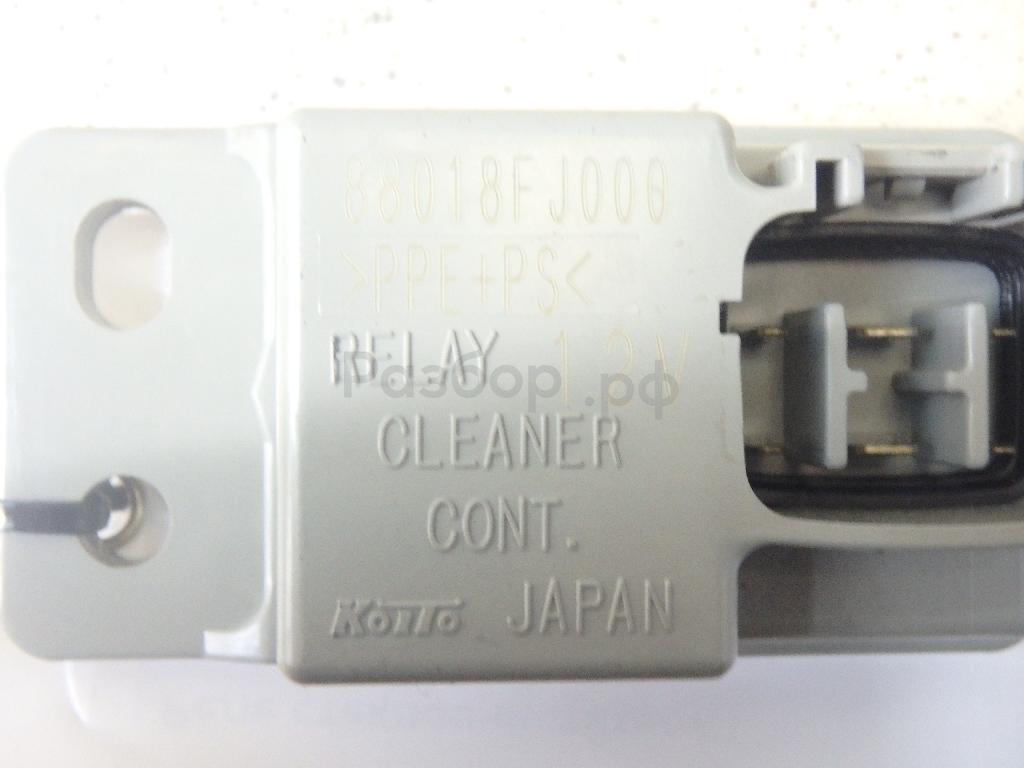 88018FJ000
>PPE+PS<
RELAY 12V
Разбор.рф
CLEANER
CONT.
KOITO JAPAN